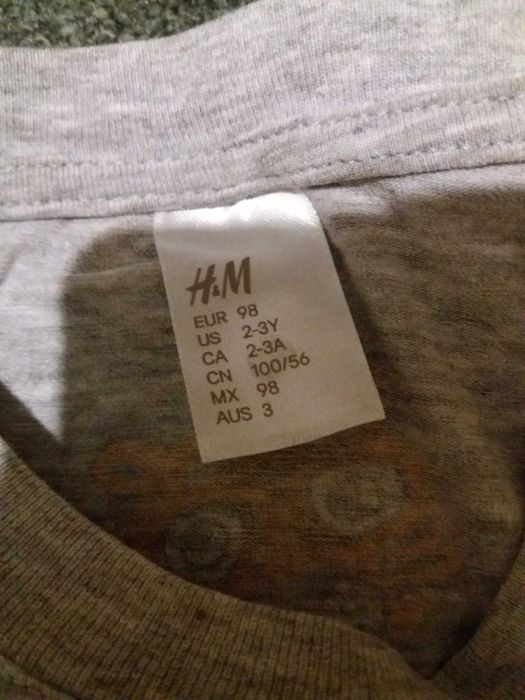 H&M
EUR 98
US 2-3Y
CA 2-3A
CN 100/56
MX 98
AUS 3